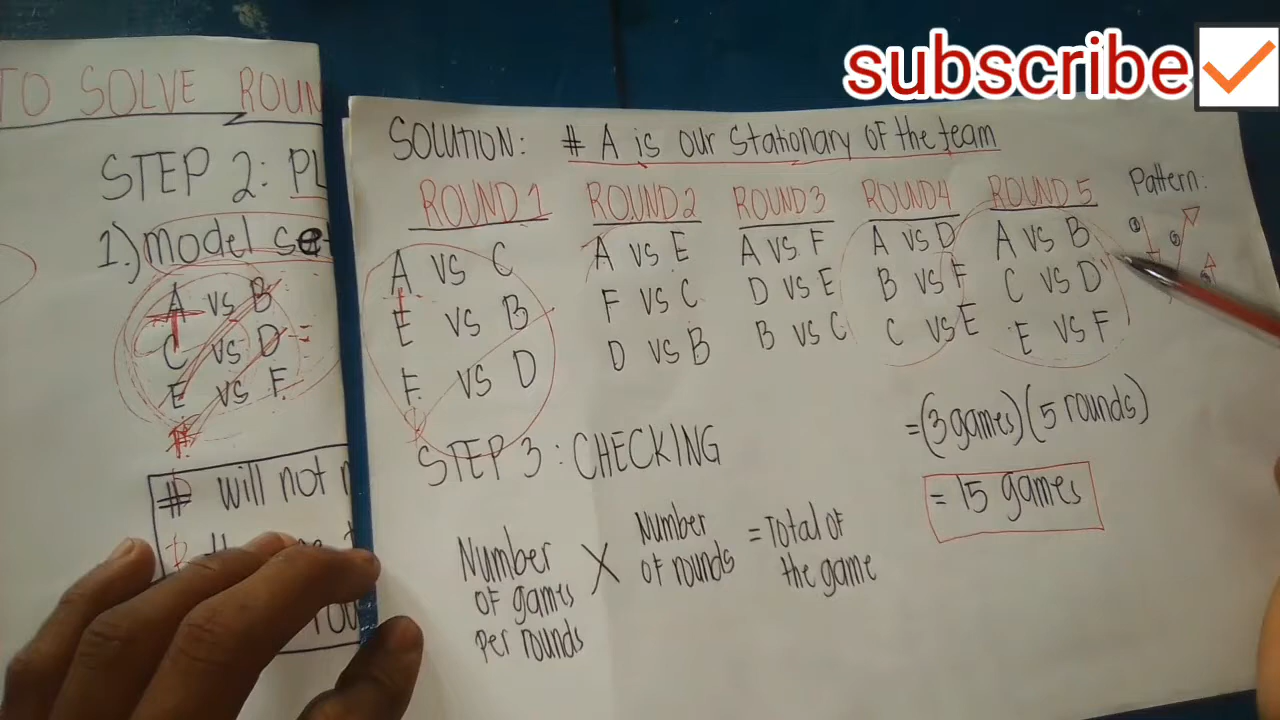 subscribe
TO SOLVE ROUN
STEP 2: PL
1.) model set
A vs B
C vs D
E vs F
# will not
SOLUTION: # A is our stationary of the team
ROUND 1 ROUND 2 ROUND 3 ROUND 4 ROUND 5 Pattern:
A vs C A vs E A vs F A vs D A vs B
E vs B F vs C D vs E B vs F C vs D
F vs D D vs B B vs C C vs E E vs F
=(3 games)(5 rounds)
STEP 3: CHECKING
= 15 games
Number of games per rounds X Number of rounds = Total of the game